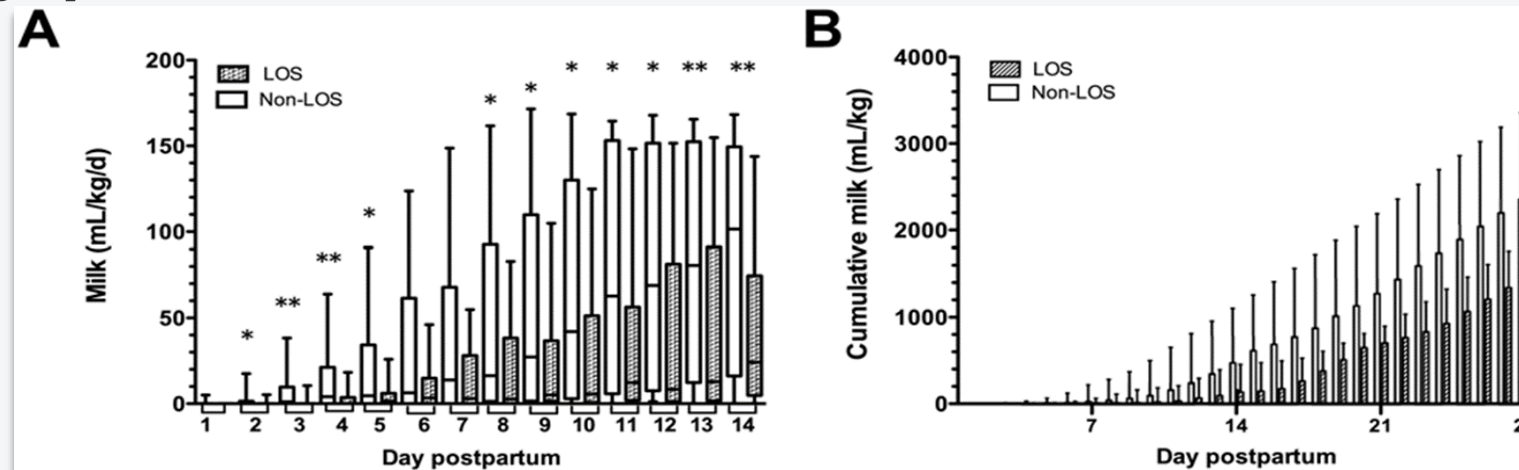 A
Milk (mL/kg/d)
200
150
100
50
0
LOS
Non-LOS
*
**
**
*
*
*
*
*
*
**
**
1 2 3 4 5 6 7 8 9 10 11 12 13 14
Day postpartum
B
Cumulative milk (mL/kg)
4000
3000
2000
1000
0
LOS
Non-LOS
7 14 21
Day postpartum